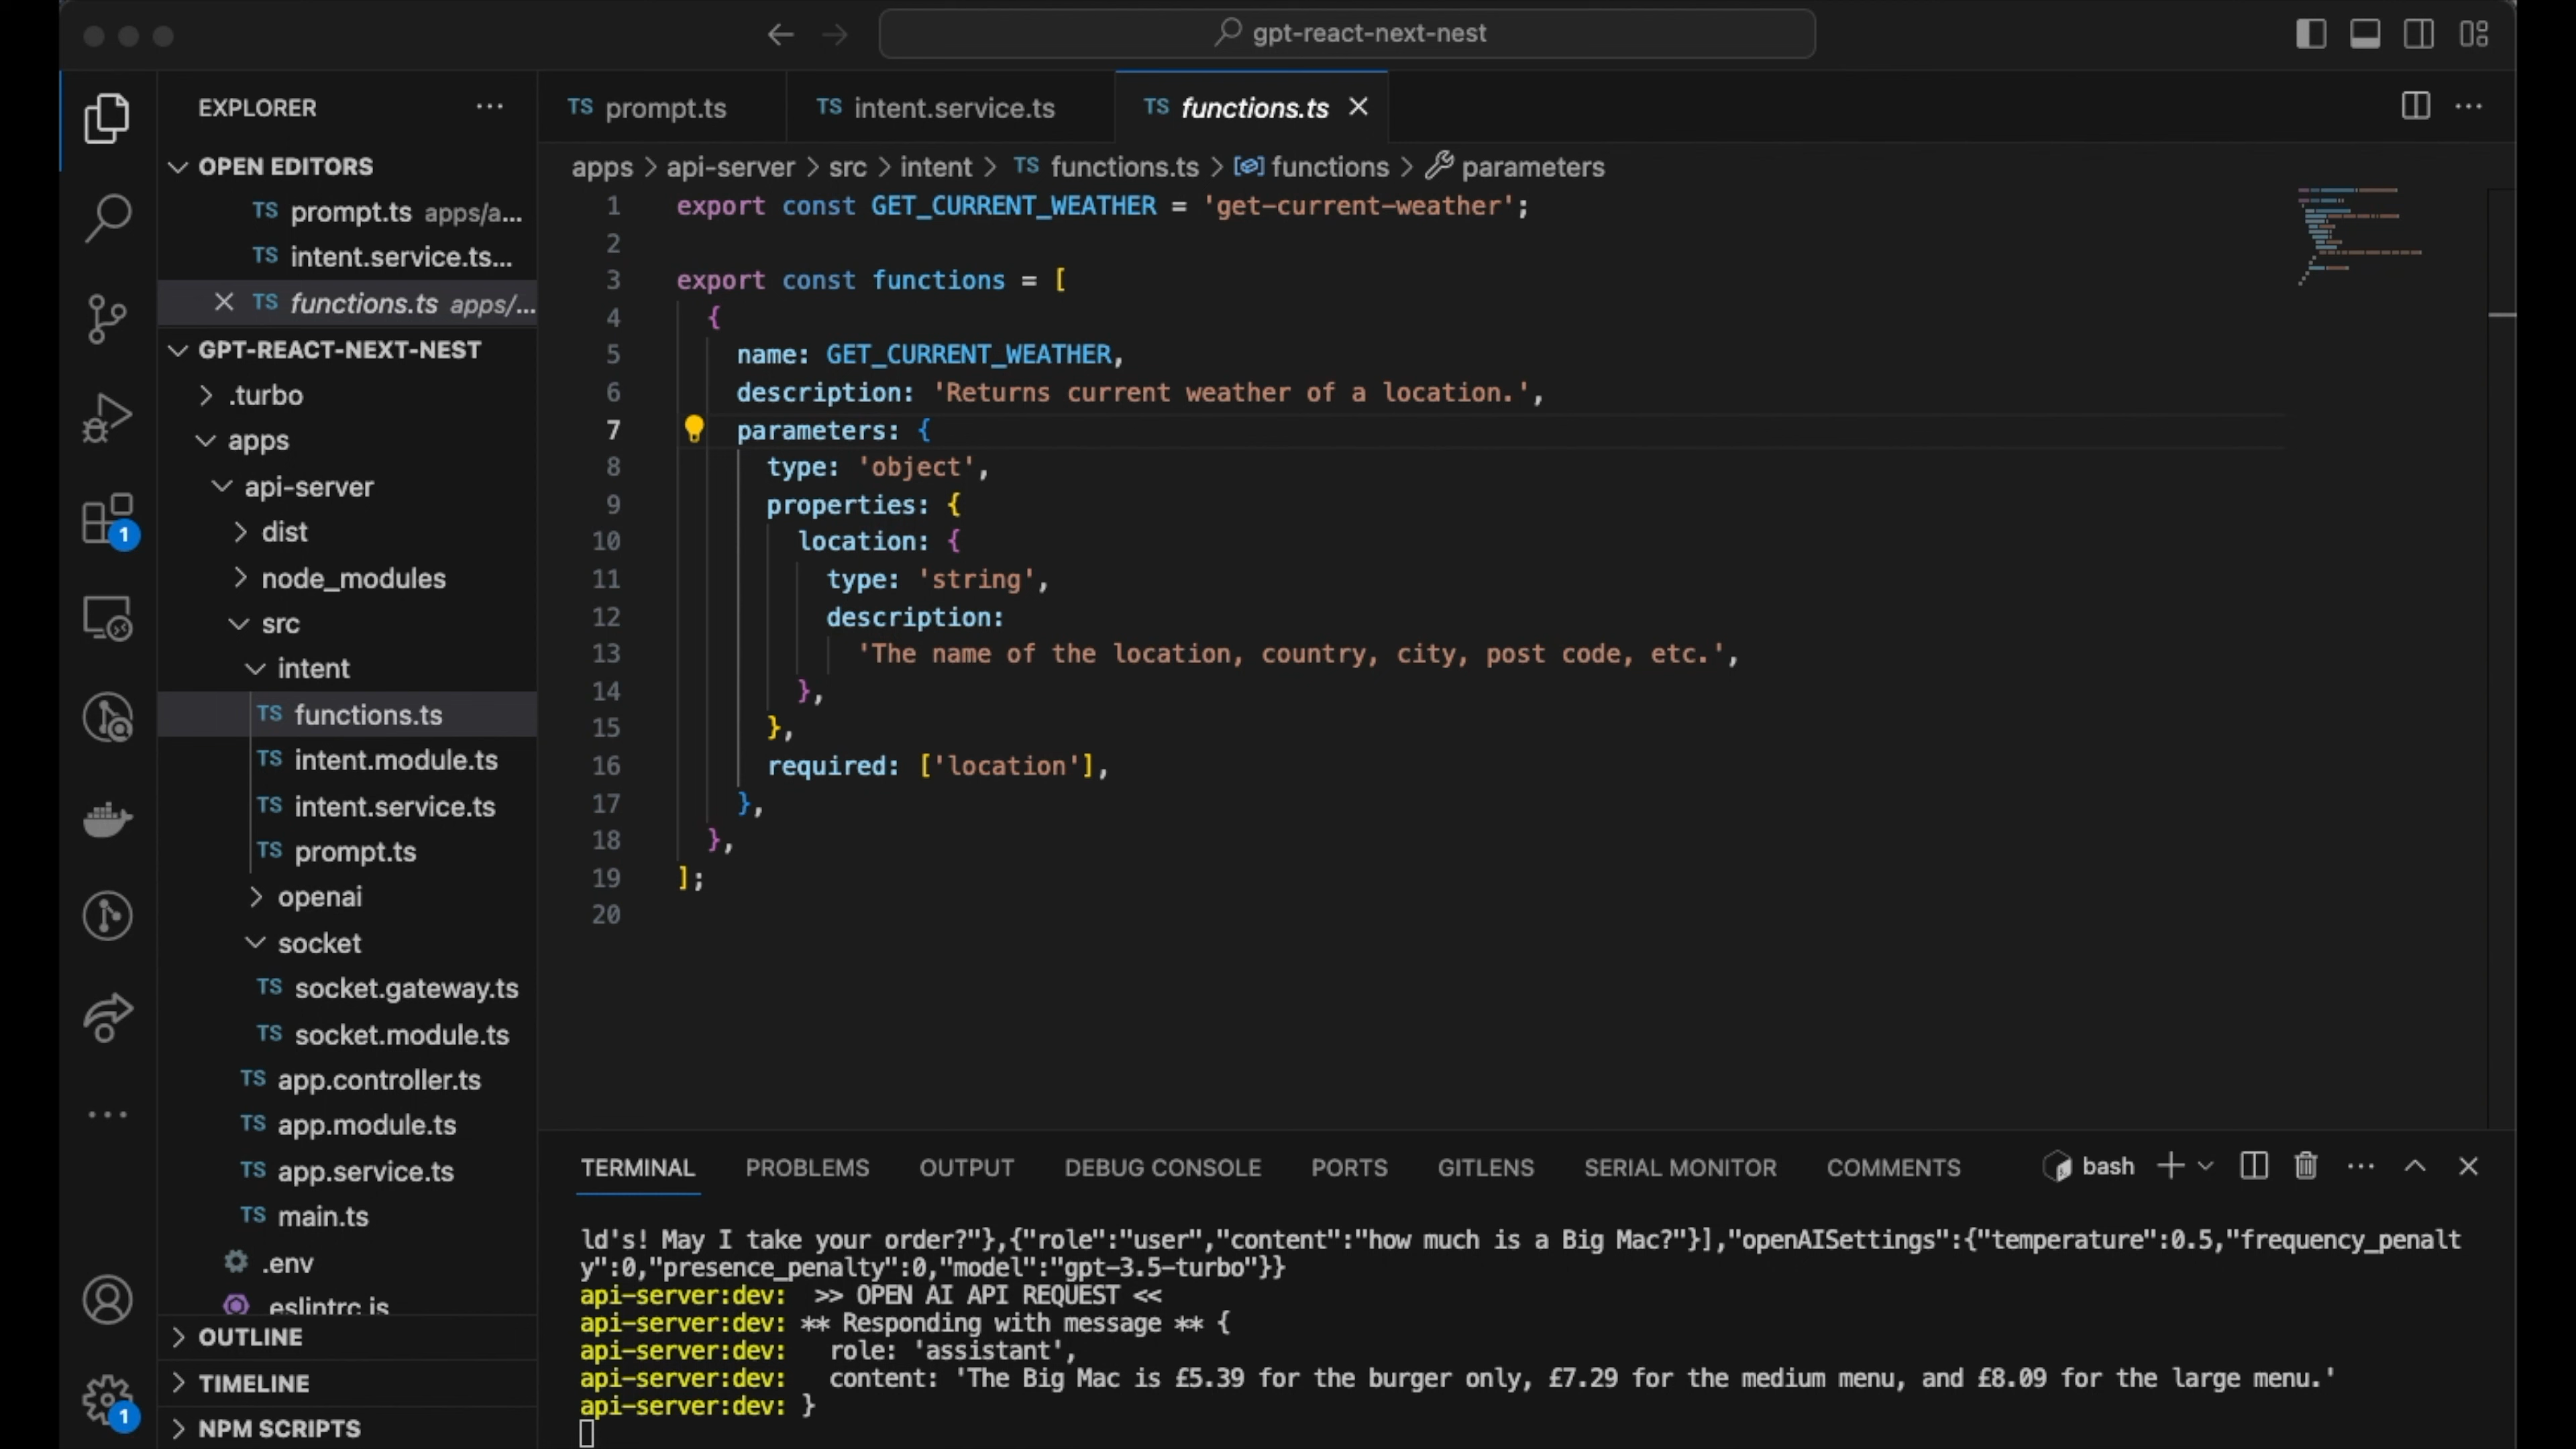 gpt-react-next-nest
EXPLORER
OPEN EDITORS
TS prompt.ts apps/a...
TS intent.service.ts...
TS functions.ts apps/...
GPT-REACT-NEXT-NEST
.turbo
apps
api-server
dist
node_modules
src
intent
TS functions.ts
TS intent.module.ts
TS intent.service.ts
TS prompt.ts
openai
socket
TS socket.gateway.ts
TS socket.module.ts
TS app.controller.ts
TS app.module.ts
TS app.service.ts
TS main.ts
.env
.eslintrc.js
OUTLINE
TIMELINE
NPM SCRIPTS
1
1
TS prompt.ts
TS intent.service.ts
TS functions.ts
apps > api-server > src > intent > TS functions.ts > functions > parameters
1 export const GET_CURRENT_WEATHER = 'get-current-weather';
2
3 export const functions = [
4 {
5 name: GET_CURRENT_WEATHER,
6 description: 'Returns current weather of a location.',
7 parameters: {
8 type: 'object',
9 properties: {
10 location: {
11 type: 'string',
12 description:
13 'The name of the location, country, city, post code, etc.',
14 },
15 },
16 required: ['location'],
17 },
18 },
19 ];
20
TERMINAL PROBLEMS OUTPUT DEBUG CONSOLE PORTS GITLENS SERIAL MONITOR COMMENTS bash
ld's! May I take your order?"},{"role":"user","content":"how much is a Big Mac?"}],"openAISettings":{"temperature":0.5,"frequency_penalt
y":0,"presence_penalty":0,"model":"gpt-3.5-turbo"}}
api-server:dev: >> OPEN AI API REQUEST <<
api-server:dev: ** Responding with message ** {
api-server:dev: role: 'assistant',
api-server:dev: content: 'The Big Mac is £5.39 for the burger only, £7.29 for the medium menu, and £8.09 for the large menu.'
api-server:dev: }